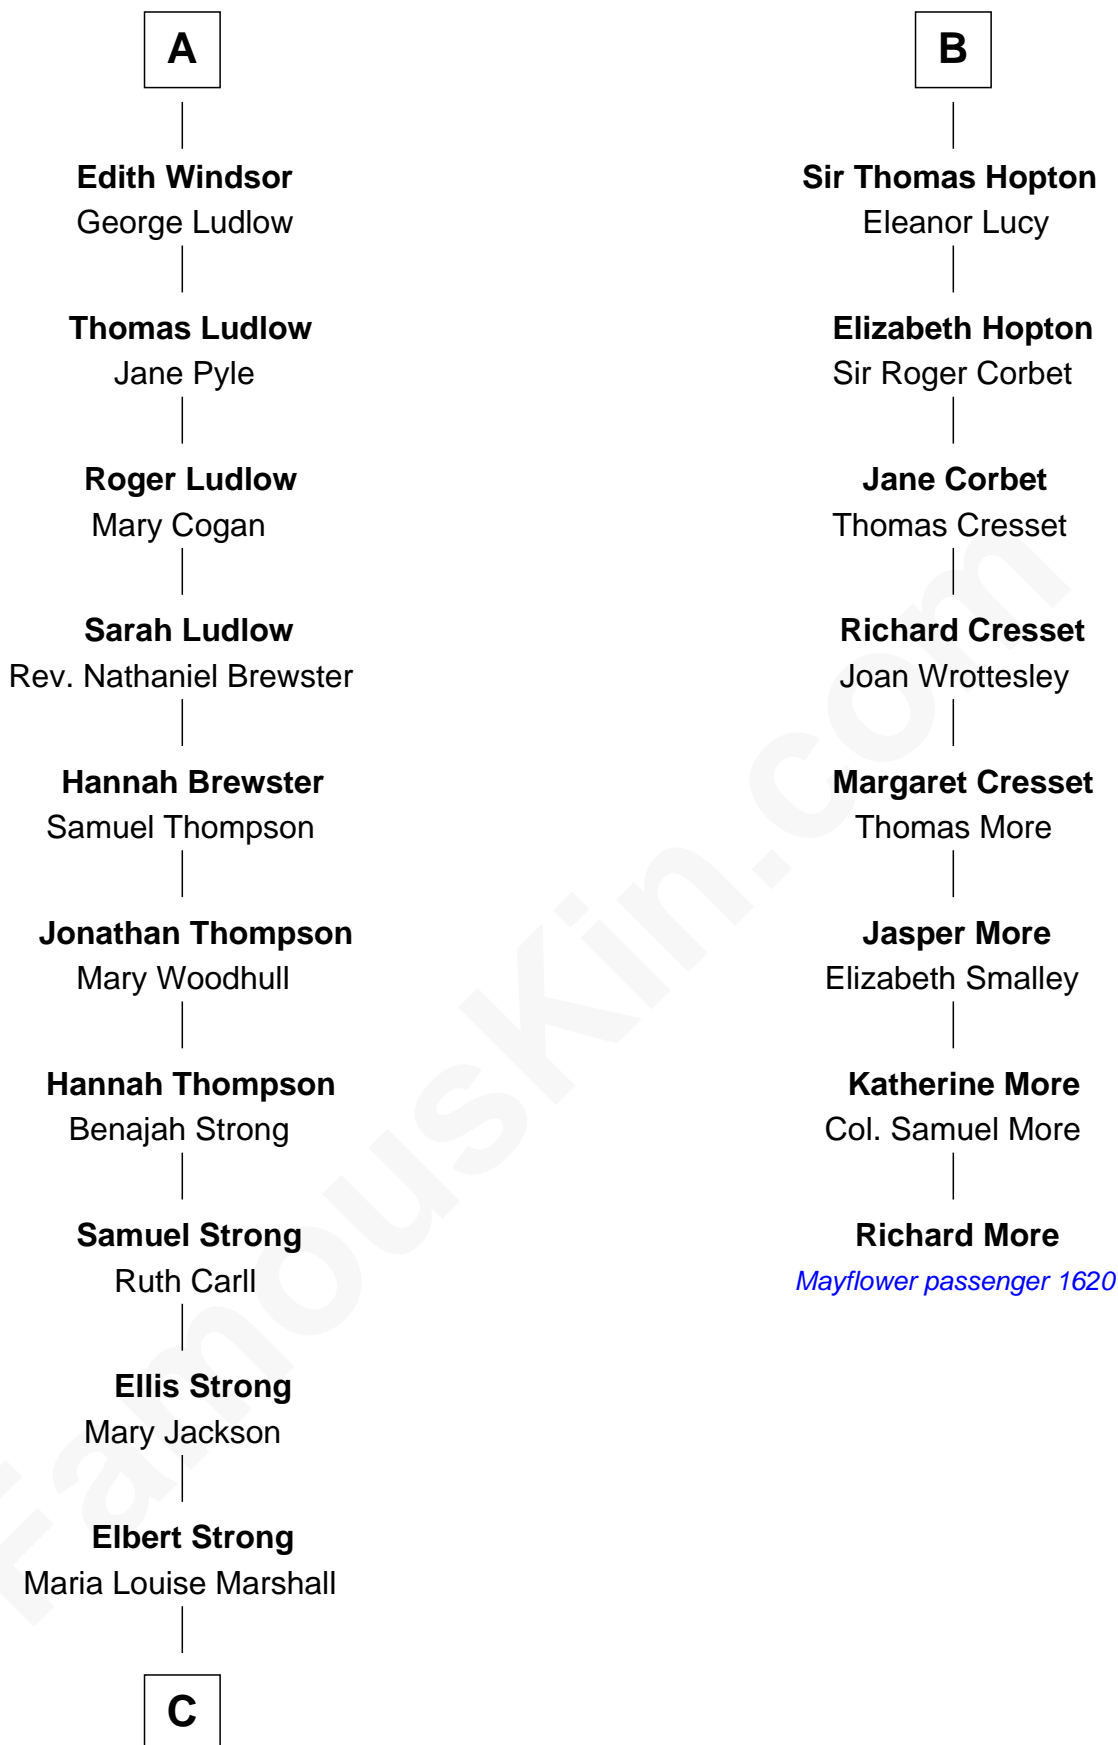 A
Edith Windsor
George Ludlow
Thomas Ludlow
Jane Pyle
Roger Ludlow
Mary Cogan
Sarah Ludlow
Rev. Nathaniel Brewster
Hannah Brewster
Samuel Thompson
Jonathan Thompson
Mary Woodhull
Hannah Thompson
Benajah Strong
Samuel Strong
Ruth Carll
Ellis Strong
Mary Jackson
Elbert Strong
Maria Louise Marshall
C
B
Sir Thomas Hopton
Eleanor Lucy
Elizabeth Hopton
Sir Roger Corbet
Jane Corbet
Thomas Cresset
Richard Cresset
Joan Wrottesley
Margaret Cresset
Thomas More
Jasper More
Elizabeth Smalley
Katherine More
Col. Samuel More
Richard More
Mayflower passenger 1620
FamousKin.com